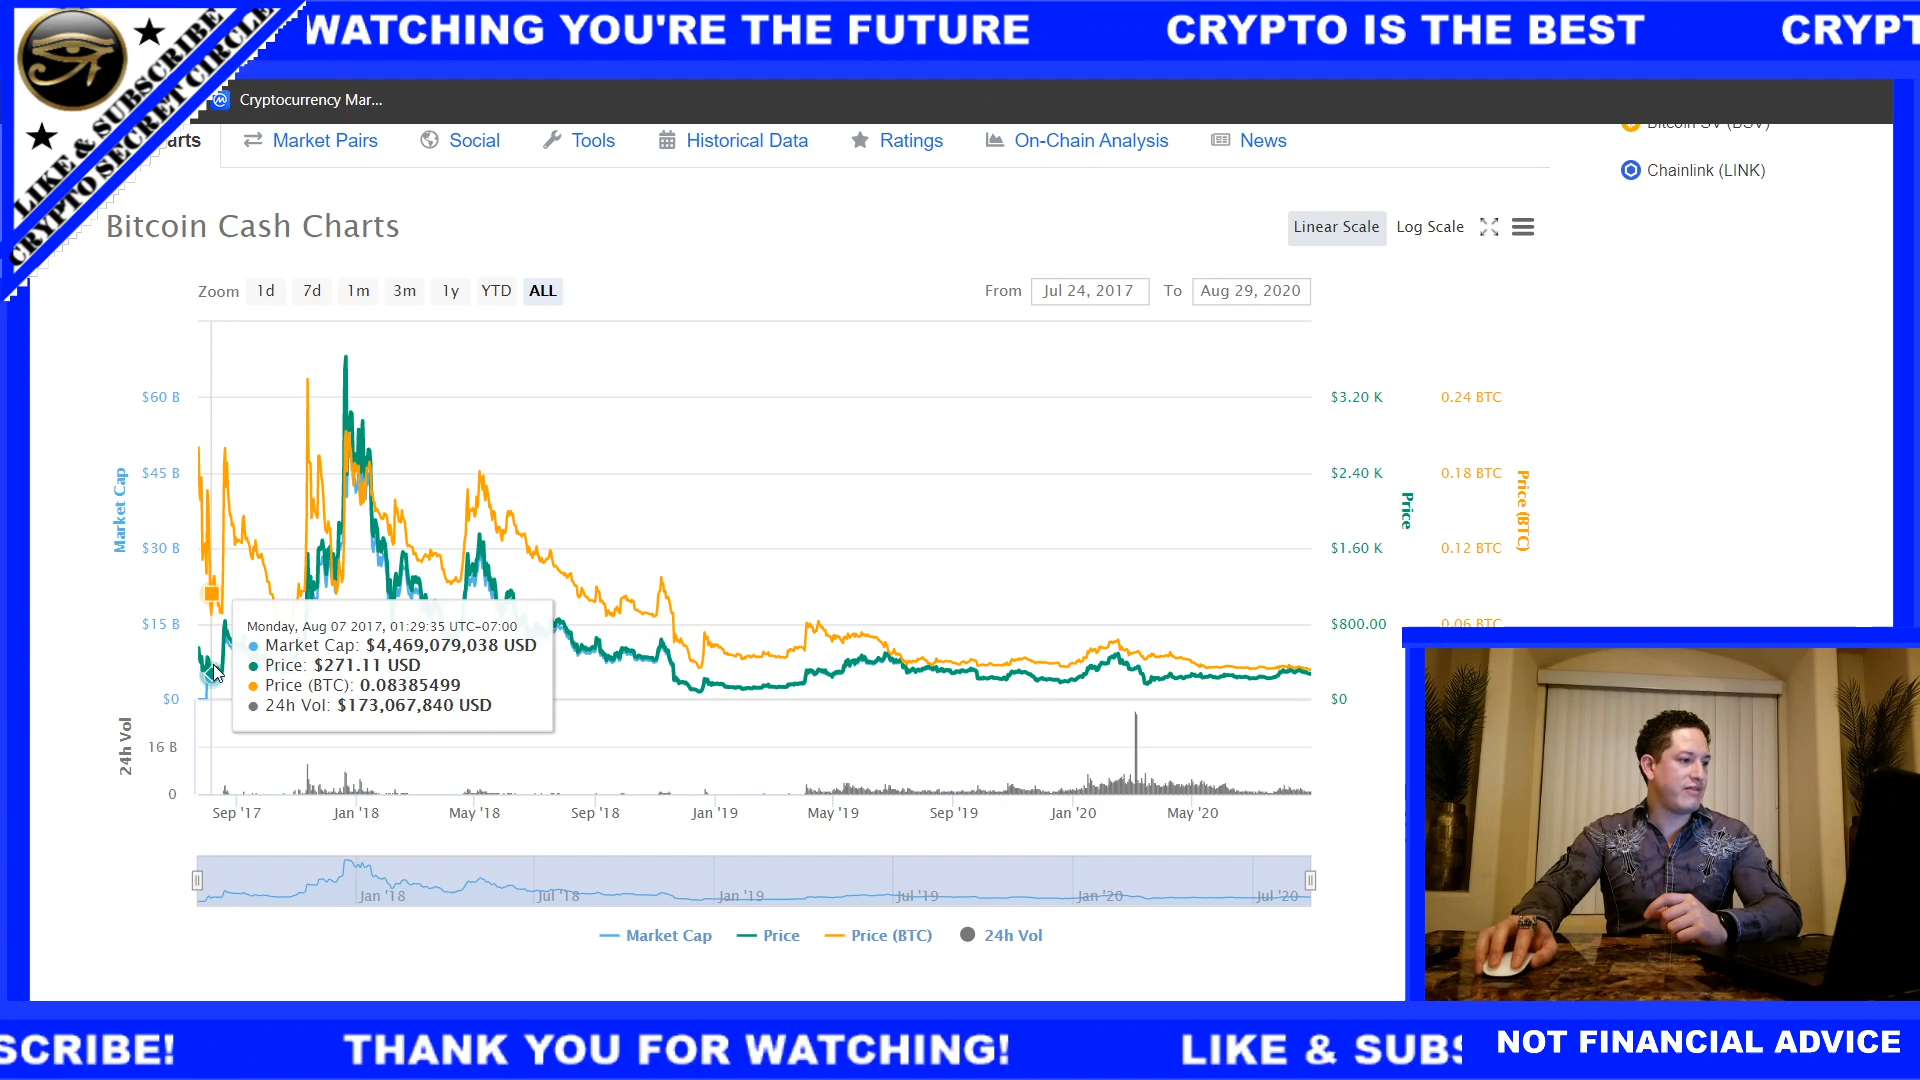 WATCHING YOU'RE THE FUTURE CRYPTO IS THE BEST CRYPT
LIKE & SUBSCRIBE
CRYPTO SECRET CIRCLE
Cryptocurrency Mar...
arts Market Pairs Social Tools Historical Data Ratings On-Chain Analysis News
Bitcoin SV (BSV)
Chainlink (LINK)
Bitcoin Cash Charts
Linear Scale Log Scale
Zoom 1d 7d 1m 3m 1y YTD ALL
From Jul 24, 2017 To Aug 29, 2020
$60 B $3.20 K 0.24 BTC
$45 B $2.40 K 0.18 BTC
$30 B $1.60 K 0.12 BTC
$15 B $800.00 0.06 BTC
$0 $0
Market Cap
Price
Price (BTC)
Monday, Aug 07 2017, 01:29:35 UTC-07:00
Market Cap: $4,469,079,038 USD
Price: $271.11 USD
Price (BTC): 0.08385499
24h Vol: $173,067,840 USD
24h Vol
16 B
0
Sep '17 Jan '18 May '18 Sep '18 Jan '19 May '19 Sep '19 Jan '20 May '20
Jan '18 Jul '18 Jan '19 Jul '19 Jan '20 Jul '20
Market Cap Price Price (BTC) 24h Vol
SCRIBE! THANK YOU FOR WATCHING! LIKE & SUBS
NOT FINANCIAL ADVICE